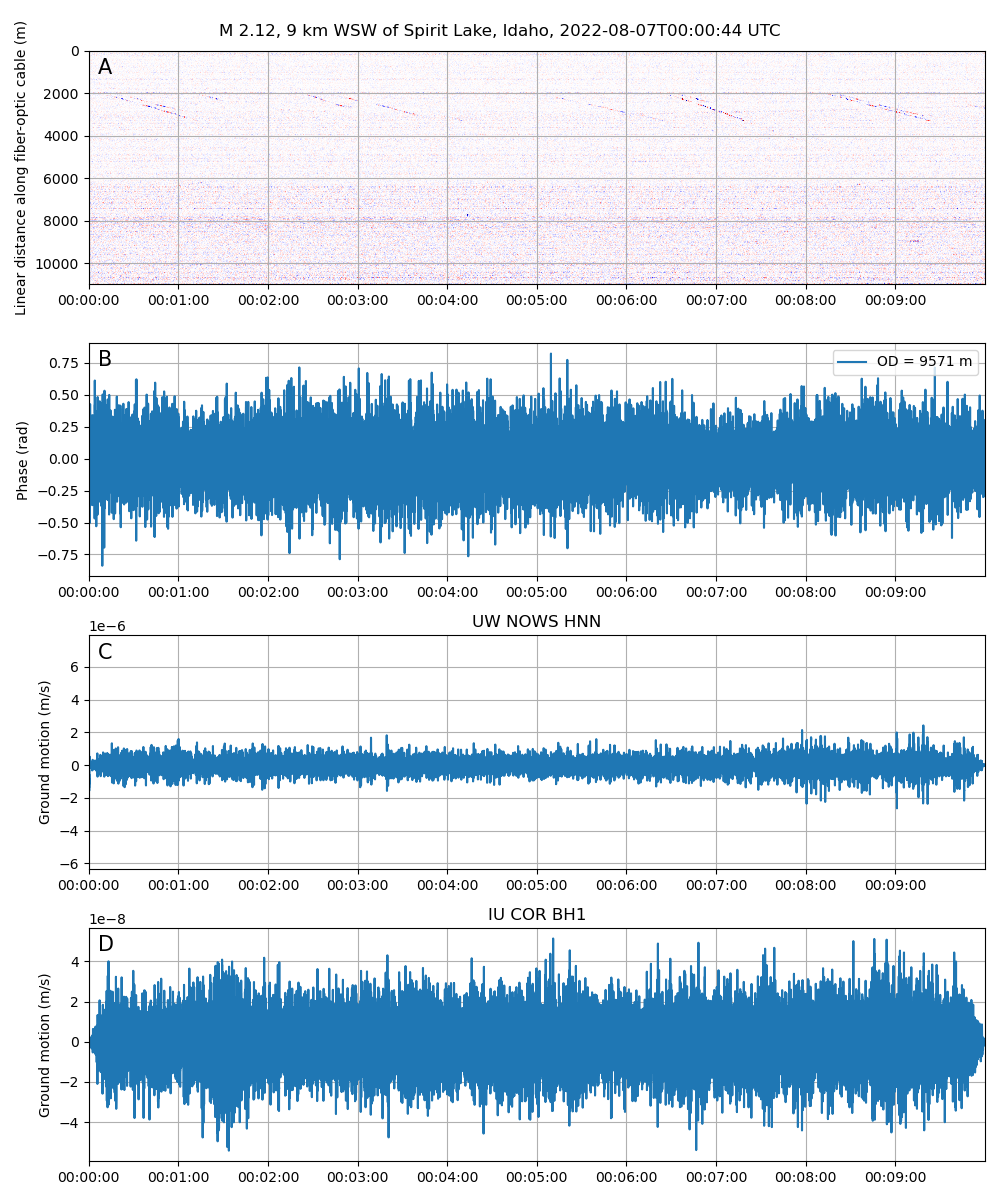 M 2.12, 9 km WSW of Spirit Lake, Idaho, 2022-08-07T00:00:44 UTC
A
Linear distance along fiber-optic cable (m)
0
2000
4000
6000
8000
10000
00:00:00 00:01:00 00:02:00 00:03:00 00:04:00 00:05:00 00:06:00 00:07:00 00:08:00 00:09:00
B
OD = 9571 m
Phase (rad)
0.75
0.50
0.25
0.00
−0.25
−0.50
−0.75
00:00:00 00:01:00 00:02:00 00:03:00 00:04:00 00:05:00 00:06:00 00:07:00 00:08:00 00:09:00
UW NOWS HNN
1e−6
C
Ground motion (m/s)
6
4
2
0
−2
−4
−6
00:00:00 00:01:00 00:02:00 00:03:00 00:04:00 00:05:00 00:06:00 00:07:00 00:08:00 00:09:00
IU COR BH1
1e−8
D
Ground motion (m/s)
4
2
0
−2
−4
00:00:00 00:01:00 00:02:00 00:03:00 00:04:00 00:05:00 00:06:00 00:07:00 00:08:00 00:09:00